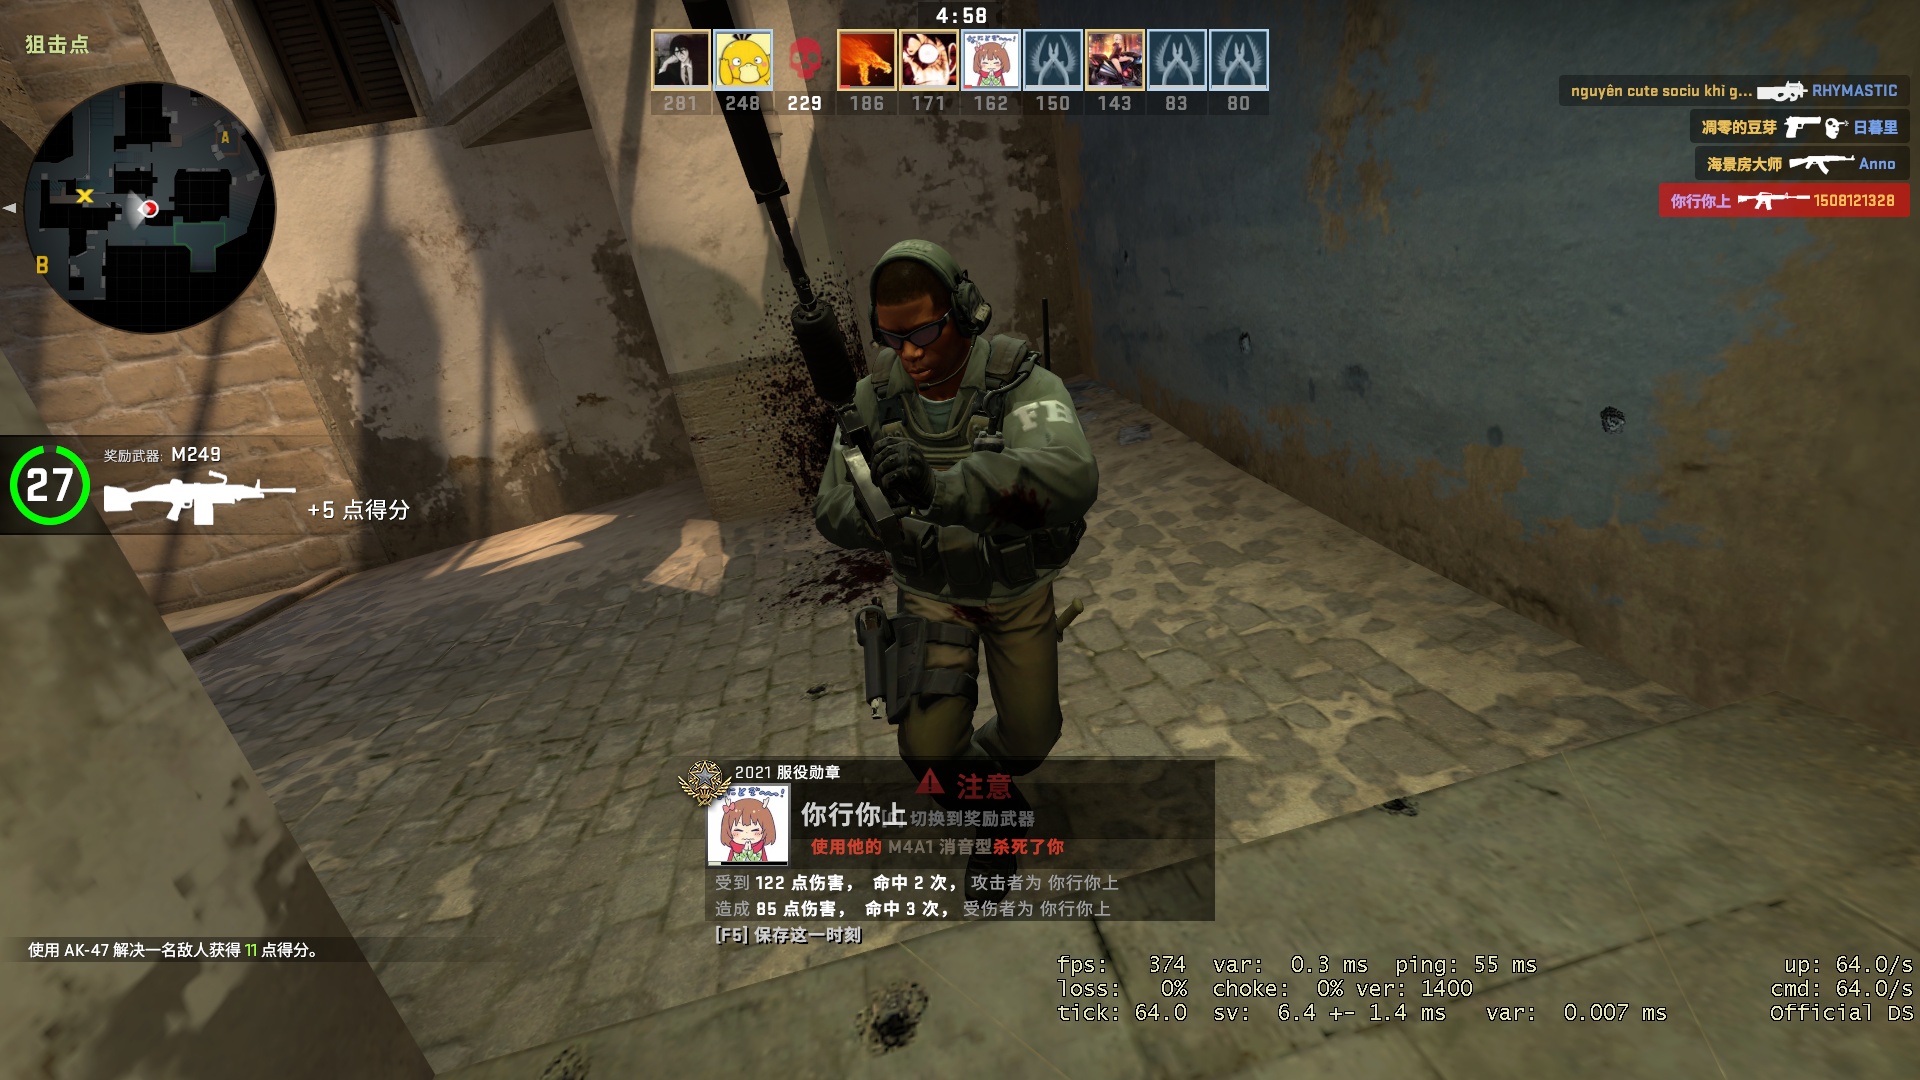 4:58
狙击点
281 248 229 186 171 162 150 143 83 80
nguyên cute sociu khi g... RHYMASTIC
凋零的豆芽 日暮里
海景房大师 Anno
你行你上 1508121328
A
B
奖励武器: M249
27
+5 点得分
FB
2021 服役勋章
注意
你行你上
切换到奖励武器
使用他的 M4A1 消音型杀死了你
受到 122 点伤害, 命中 2 次, 攻击者为 你行你上
造成 85 点伤害, 命中 3 次, 受伤者为 你行你上
[F5] 保存这一时刻
使用 AK-47 解决一名敌人获得 11 点得分。
fps: 374 var: 0.3 ms ping: 55 ms up: 64.0/s
loss: 0% choke: 0% ver: 1400 cmd: 64.0/s
tick: 64.0 sv: 6.4 +- 1.4 ms var: 0.007 ms Official DS